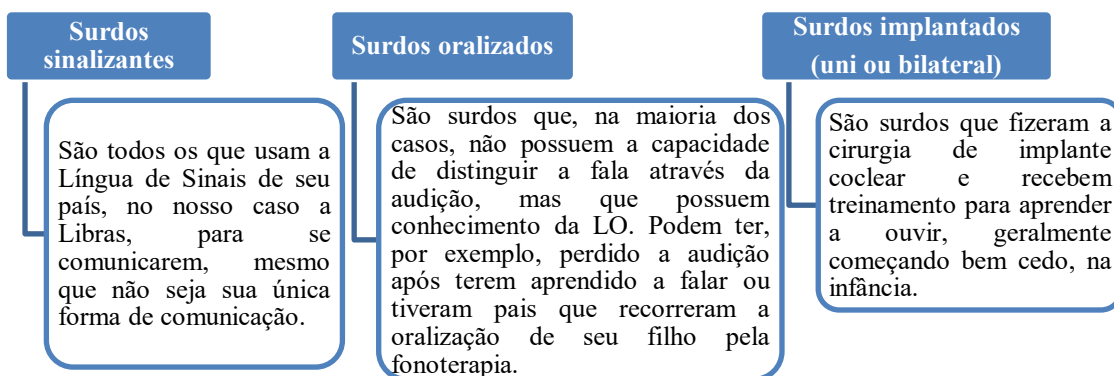 Surdos
sinalizantes
São todos os que usam a
Língua de Sinais de seu
país, no nosso caso a
Libras, para se
comunicarem, mesmo
que não seja sua única
forma de comunicação.
Surdos oralizados
São surdos que, na maioria dos
casos, não possuem a capacidade
de distinguir a fala através da
audição, mas que possuem
conhecimento da LO. Podem ter,
por exemplo, perdido a audição
após terem aprendido a falar ou
tiveram pais que recorreram a
oralização de seu filho pela
fonoterapia.
Surdos implantados
(uni ou bilateral)
São surdos que fizeram a
cirurgia de implante
coclear e recebem
treinamento para aprender
a ouvir, geralmente
começando bem cedo, na
infância.